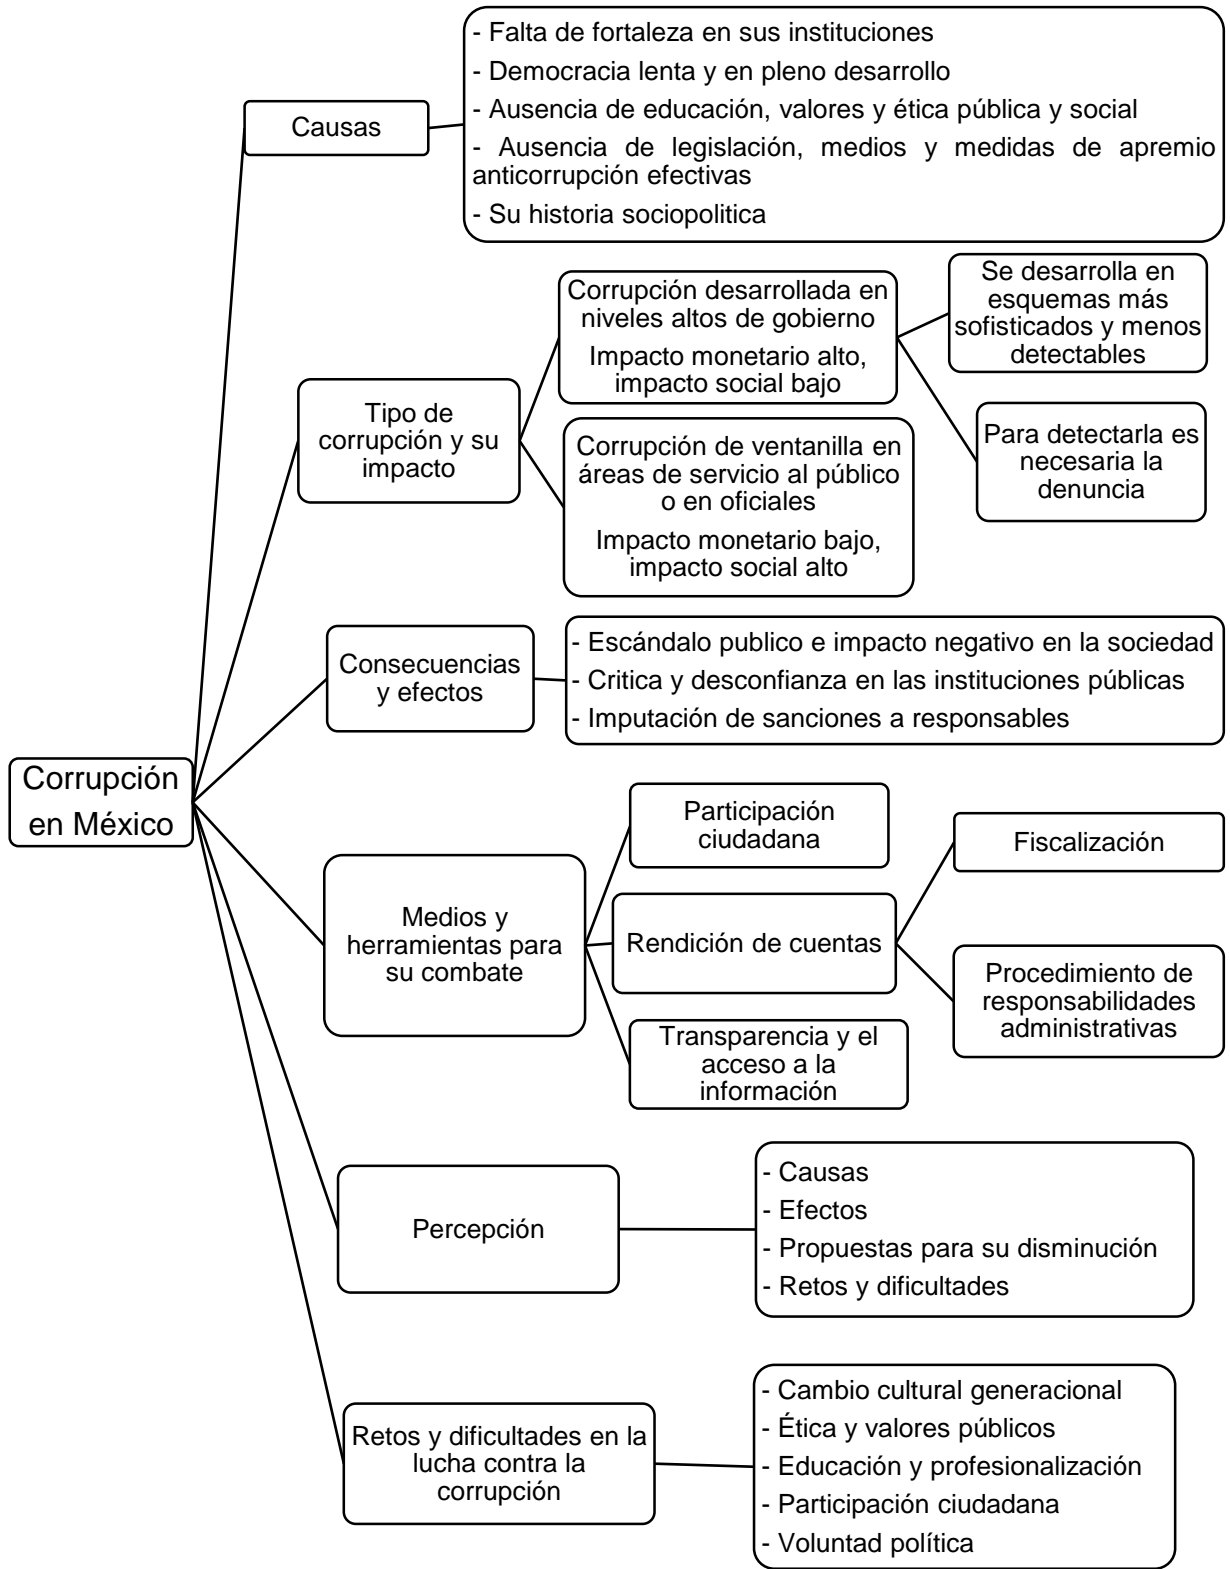 - Falta de fortaleza en sus instituciones
- Democracia lenta y en pleno desarrollo
- Ausencia de educación, valores y ética pública y social
- Ausencia de legislación, medios y medidas de apremio
anticorrupción efectivas
- Su historia sociopolitica
Causas
Tipo de
corrupción y su
impacto
Corrupción desarrollada en
niveles altos de gobierno
Impacto monetario alto,
impacto social bajo
Se desarrolla en
esquemas más
sofisticados y menos
detectables
Para detectarla es
necesaria la
denuncia
Corrupción de ventanilla en
áreas de servicio al público
o en oficiales
Impacto monetario bajo,
impacto social alto
Consecuencias
y efectos
- Escándalo publico e impacto negativo en la sociedad
- Critica y desconfianza en las instituciones públicas
- Imputación de sanciones a responsables
Corrupción
en México
Medios y
herramientas para
su combate
Participación
ciudadana
Rendición de cuentas
Fiscalización
Procedimiento de
responsabilidades
administrativas
Transparencia y el
acceso a la
información
Percepción
- Causas
- Efectos
- Propuestas para su disminución
- Retos y dificultades
Retos y dificultades en la
lucha contra la
corrupción
- Cambio cultural generacional
- Ética y valores públicos
- Educación y profesionalización
- Participación ciudadana
- Voluntad política